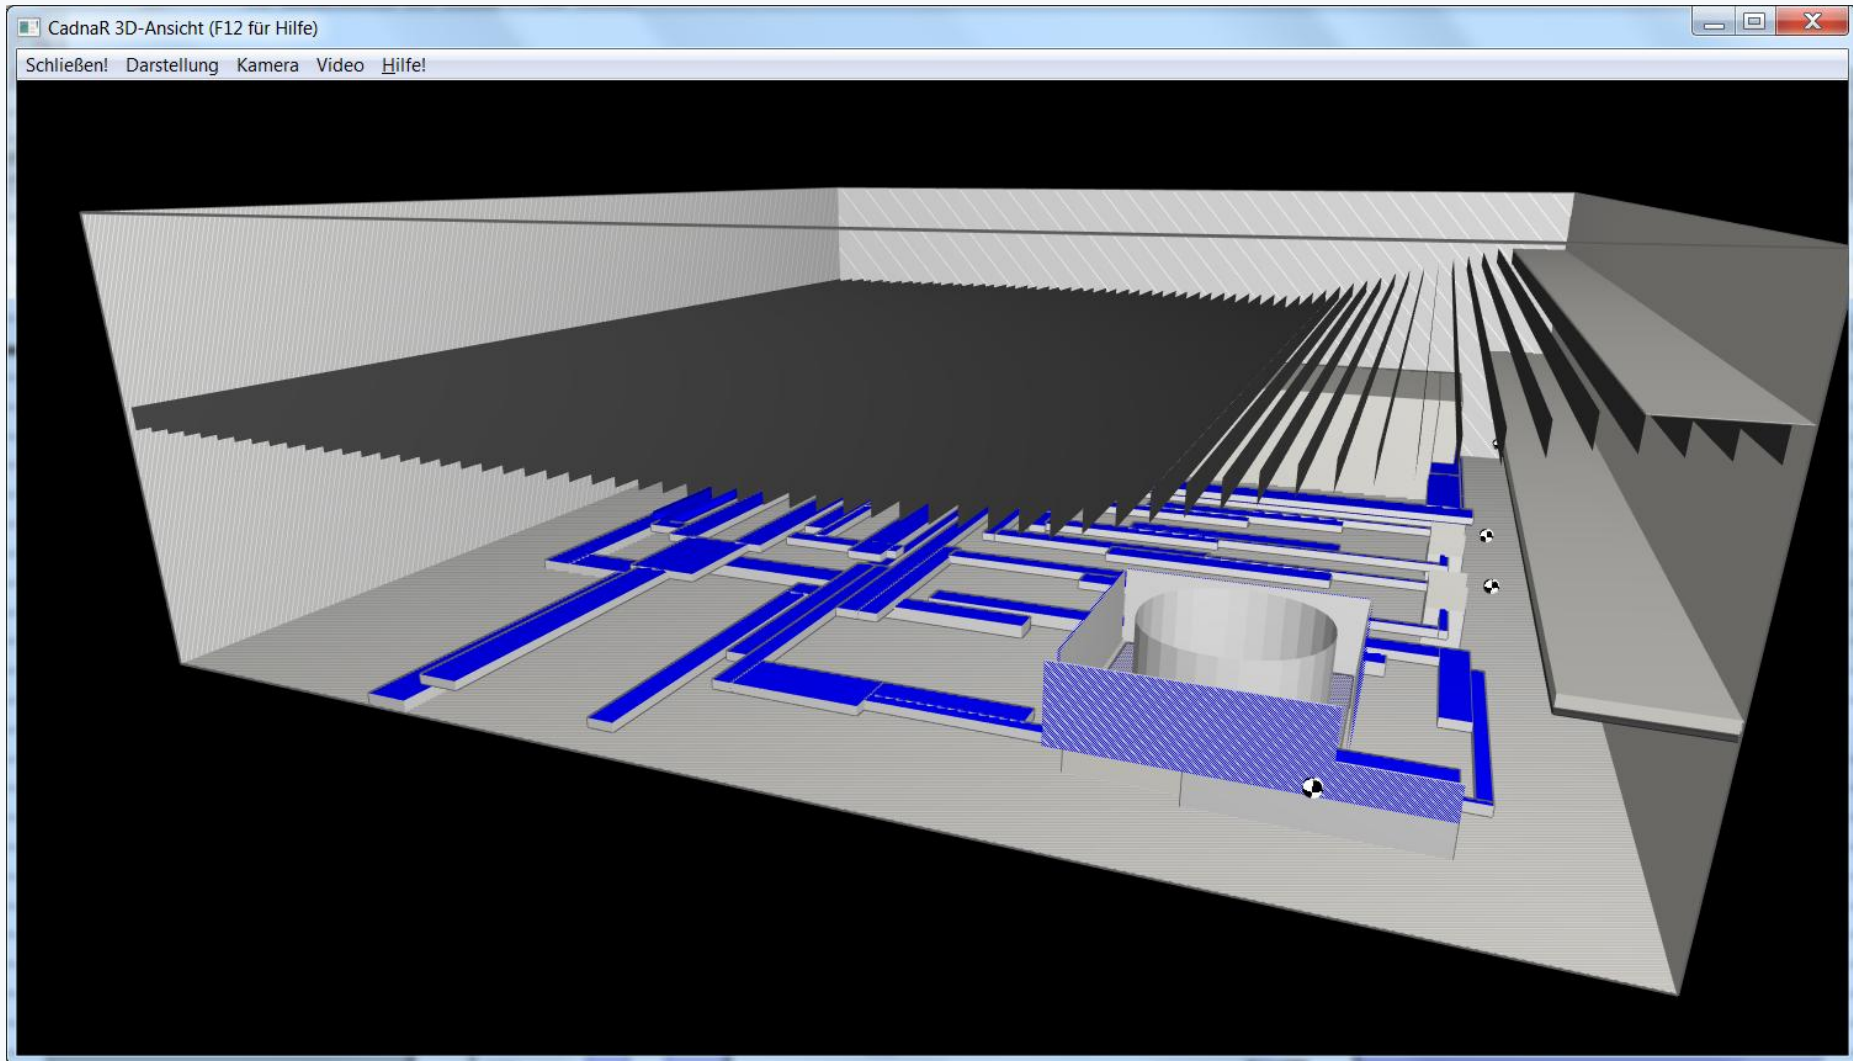 CadnaR 3D-Ansicht (F12 für Hilfe)
Schließen! Darstellung Kamera Video Hilfe!